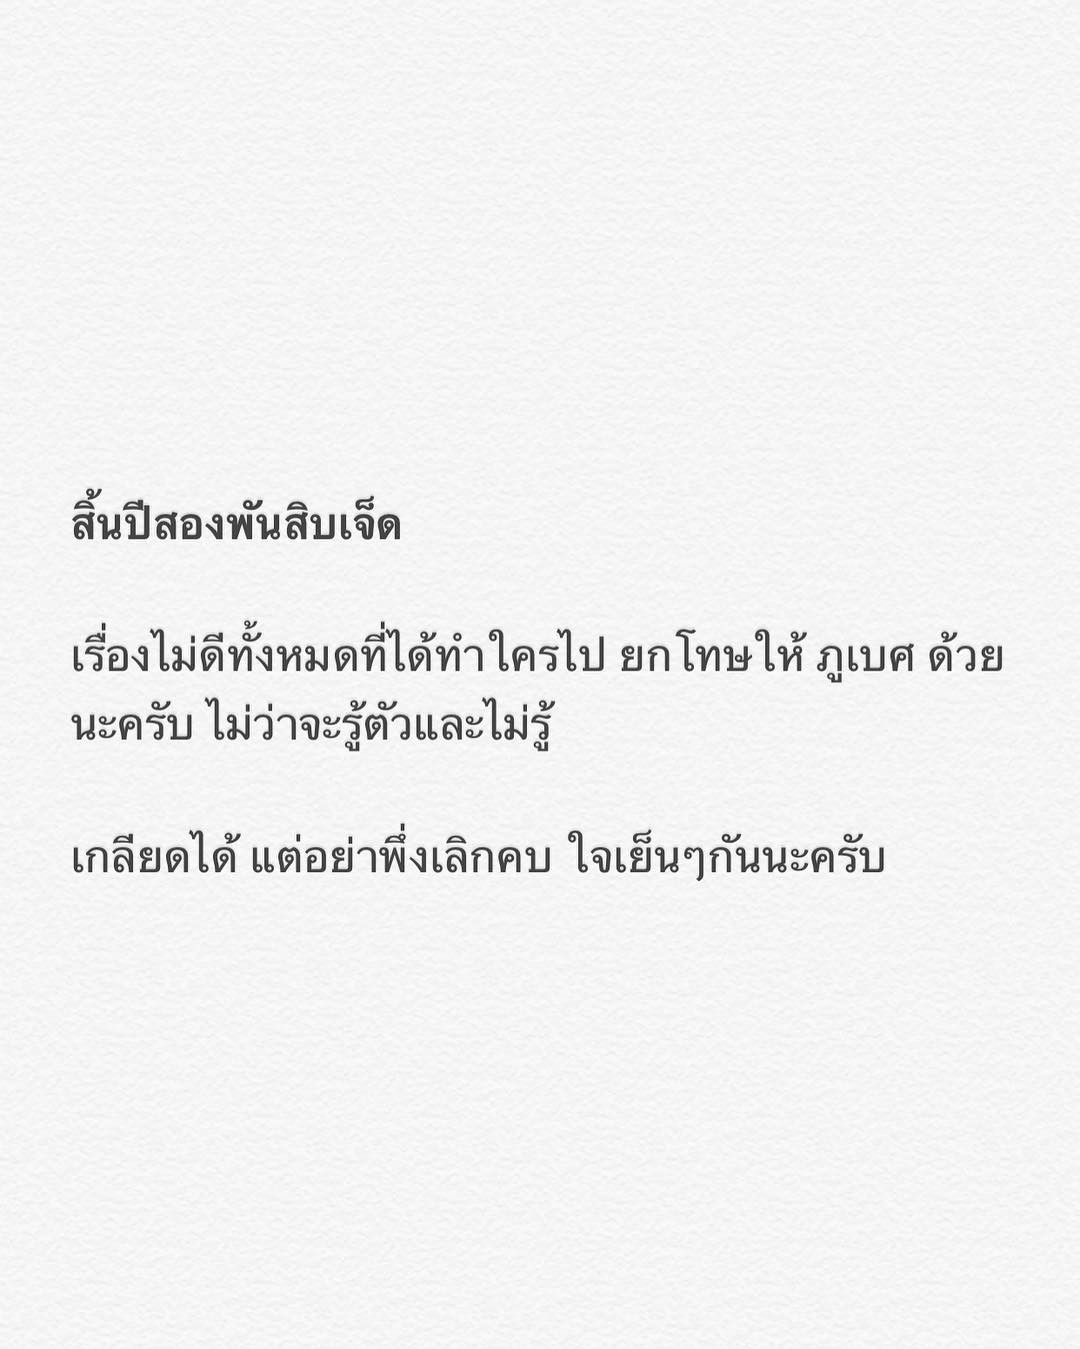 สิ้นปีสองพันสิบเจ็ด
เรื่องไม่ดีทั้งหมดที่ได้ทำใครไป ยกโทษให้ ภูเบศ ด้วย
นะครับ ไม่ว่าจะรู้ตัวและไม่รู้
เกลียดได้ แต่อย่าพึ่งเลิกคบ ใจเย็นๆกันนะครับ